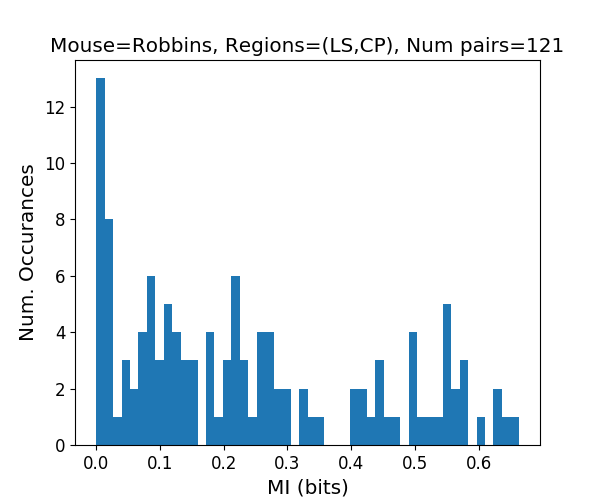 Mouse=Robbins, Regions=(LS,CP), Num pairs=121
12
10
8
6
4
2
0
Num. Occurances
0.0 0.1 0.2 0.3 0.4 0.5 0.6
MI (bits)